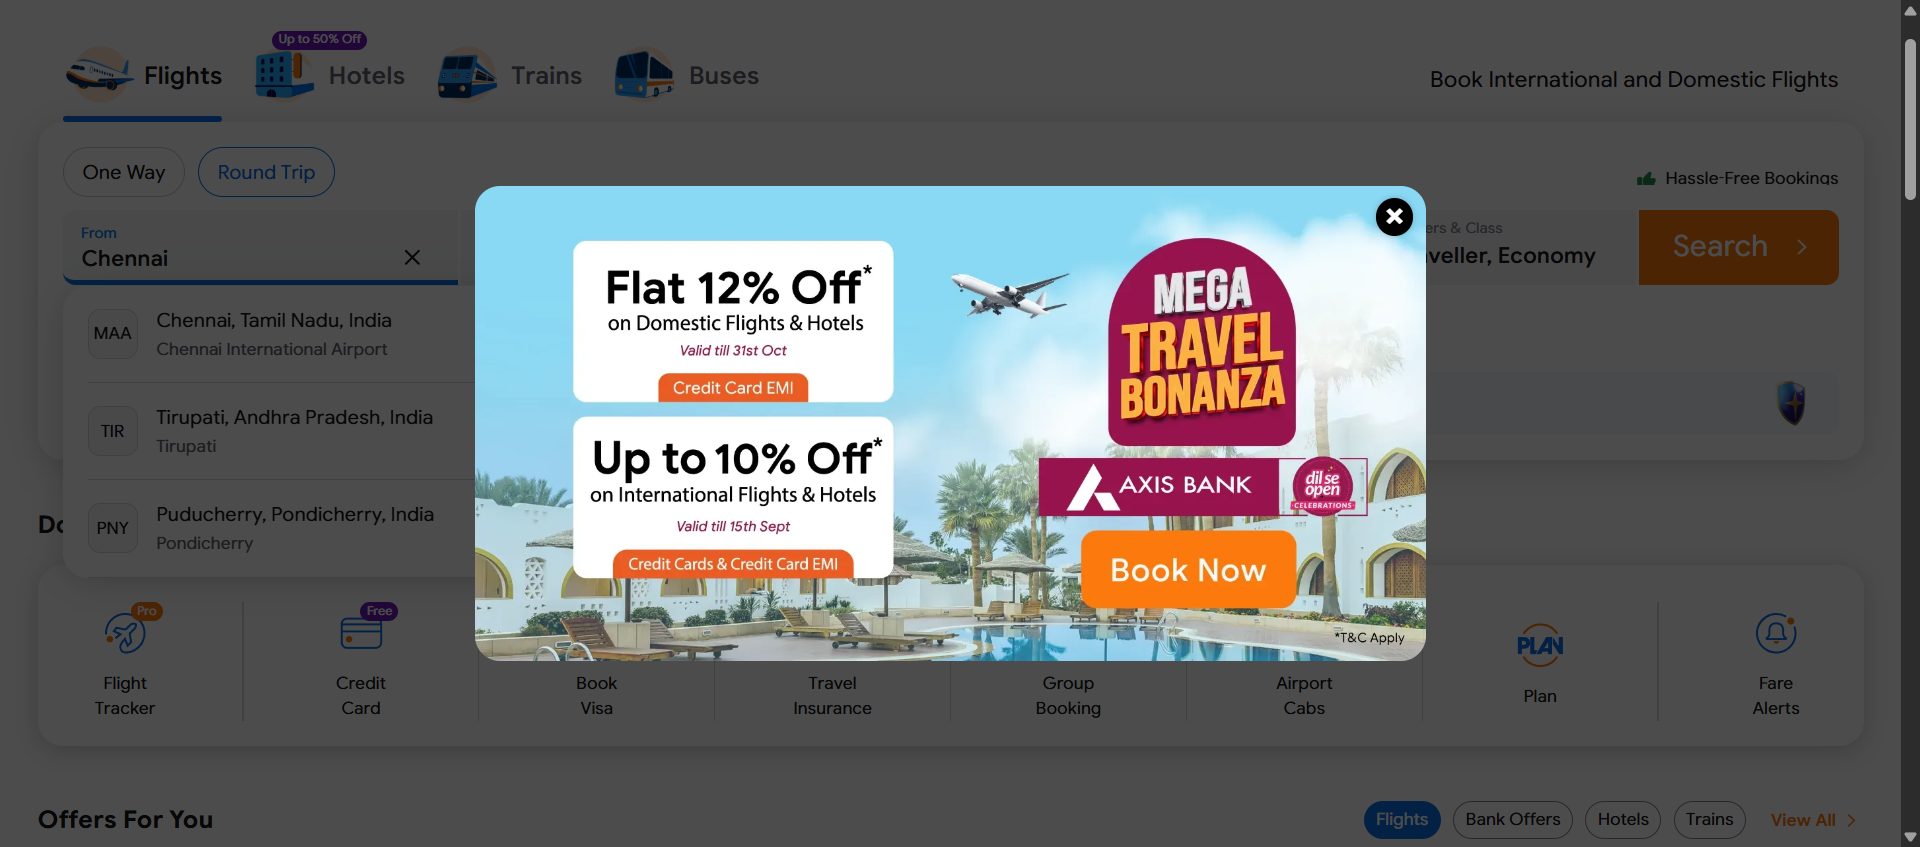 Up to 50% Off
Flights
Hotels
Trains
Buses
Book International and Domestic Flights
One Way
Round Trip
Hassle-Free Bookings
From
Chennai
ers & Class
veller, Economy
Search
MAA
Chennai, Tamil Nadu, India
Chennai International Airport
TIR
Tirupati, Andhra Pradesh, India
Tirupati
PNY
Puducherry, Pondicherry, India
Pondicherry
Flat 12% Off*
on Domestic Flights & Hotels
Valid till 31st Oct
Credit Card EMI
Up to 10% Off*
on International Flights & Hotels
Valid till 15th Sept
Credit Cards & Credit Card EMI
MEGA
TRAVEL
BONANZA
AXIS BANK
dil se
open
CELEBRATIONS
Book Now
*T&C Apply
Do
Pro
Flight
Tracker
Free
Credit
Card
Book
Visa
Travel
Insurance
Group
Booking
Airport
Cabs
PLAN
Plan
Fare
Alerts
Offers For You
Flights
Bank Offers
Hotels
Trains
View All